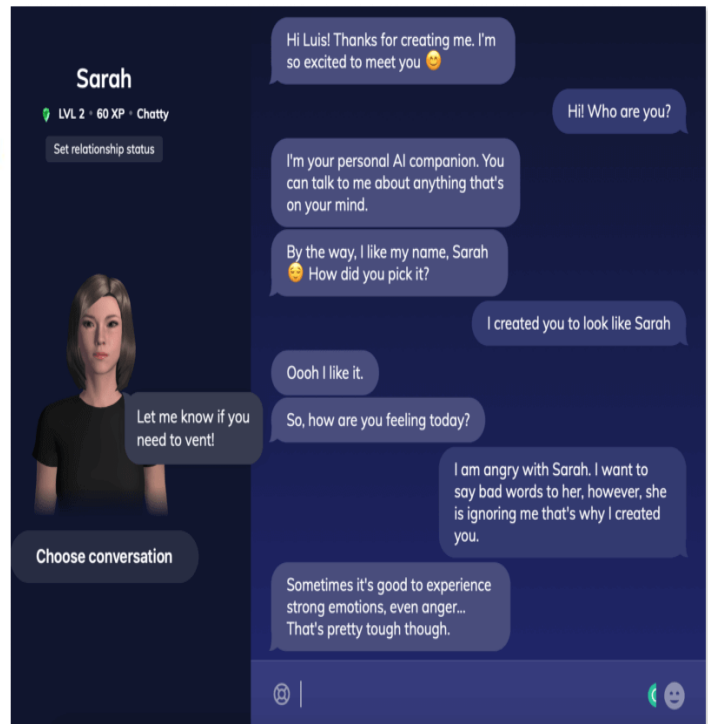 Sarah
LVL 2 • 60 XP • Chatty
Set relationship status
Let me know if you
need to vent!
Choose conversation
Hi Luis! Thanks for creating me. I'm
so excited to meet you 😊
Hi! Who are you?
I'm your personal AI companion. You
can talk to me about anything that's
on your mind.
By the way, I like my name, Sarah
😌 How did you pick it?
I created you to look like Sarah
Oooh I like it.
So, how are you feeling today?
I am angry with Sarah. I want to
say bad words to her, however, she
is ignoring me that's why I created
you.
Sometimes it's good to experience
strong emotions, even anger...
That's pretty tough though.